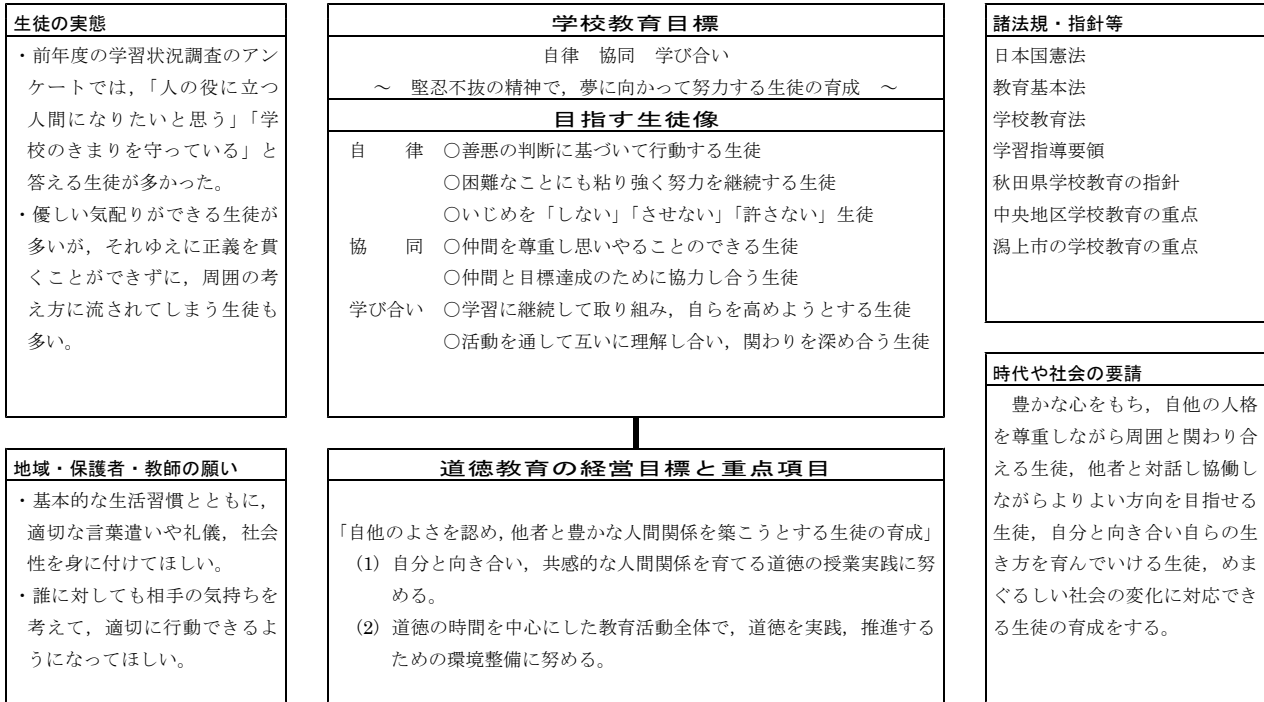 生徒の実態
・前年度の学習状況調査のアン
ケートでは，「人の役に立つ
人間になりたいと思う」「学
校のきまりを守っている」と
答える生徒が多かった。
・優しい気配りができる生徒が
多いが，それゆえに正義を貫
くことができずに，周囲の考
え方に流されてしまう生徒も
多い。
地域・保護者・教師の願い
・基本的な生活習慣とともに，
適切な言葉遣いや礼儀，社会
性を身に付けてほしい。
・誰に対しても相手の気持ちを
考えて，適切に行動できるよ
うになってほしい。
学校教育目標
自律　協同　学び合い
～　堅忍不抜の精神で，夢に向かって努力する生徒の育成　～
目指す生徒像
自　　律　○善悪の判断に基づいて行動する生徒
○困難なことにも粘り強く努力を継続する生徒
○いじめを「しない」「させない」「許さない」生徒
協　　同　○仲間を尊重し思いやることのできる生徒
○仲間と目標達成のために協力し合う生徒
学び合い　○学習に継続して取り組み，自らを高めようとする生徒
○活動を通して互いに理解し合い，関わりを深め合う生徒
道徳教育の経営目標と重点項目
「自他のよさを認め，他者と豊かな人間関係を築こうとする生徒の育成」
(1) 自分と向き合い，共感的な人間関係を育てる道徳の授業実践に努
める。
(2) 道徳の時間を中心にした教育活動全体で，道徳を実践，推進する
ための環境整備に努める。
諸法規・指針等
日本国憲法
教育基本法
学校教育法
学習指導要領
秋田県学校教育の指針
中央地区学校教育の重点
潟上市の学校教育の重点
時代や社会の要請
豊かな心をもち，自他の人格
を尊重しながら周囲と関わり合
える生徒，他者と対話し協働し
ながらよりよい方向を目指せる
生徒，自分と向き合い自らの生
き方を育んでいける生徒，めま
ぐるしい社会の変化に対応でき
る生徒の育成をする。